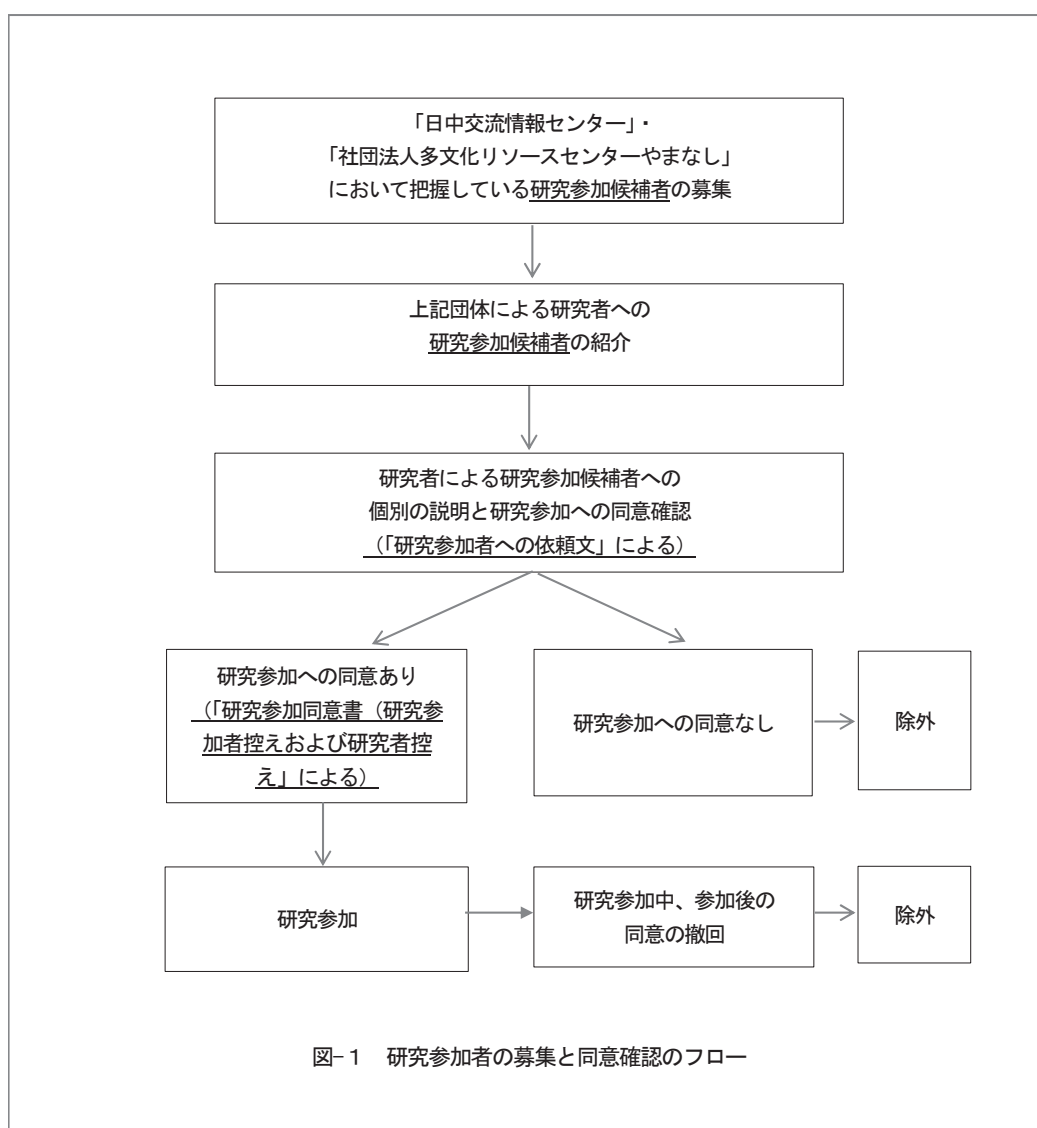 「日中交流情報センター」・
「社団法人多文化リソースセンターやまなし」
において把握している研究参加候補者の募集
上記団体による研究者への
研究参加候補者の紹介
研究者による研究参加候補者への
個別の説明と研究参加への同意確認
(「研究参加者への依頼文」による)
研究参加への同意あり
(「研究参加同意書(研究参
加者控えおよび研究者控
え」による)
研究参加への同意なし
除外
研究参加
研究参加中、参加後の
同意の撤回
除外
図-1 研究参加者の募集と同意確認のフロー